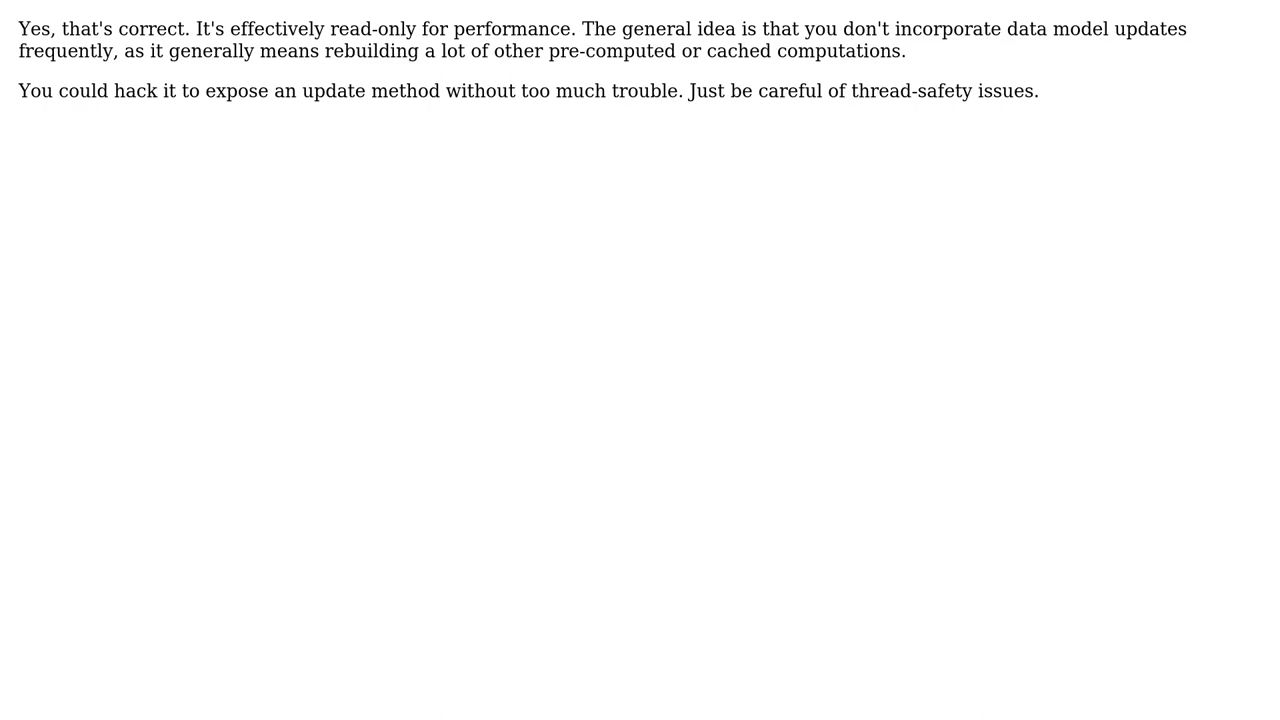 Yes, that's correct. It's effectively read-only for performance. The general idea is that you don't incorporate data model updates
frequently, as it generally means rebuilding a lot of other pre-computed or cached computations.
You could hack it to expose an update method without too much trouble. Just be careful of thread-safety issues.